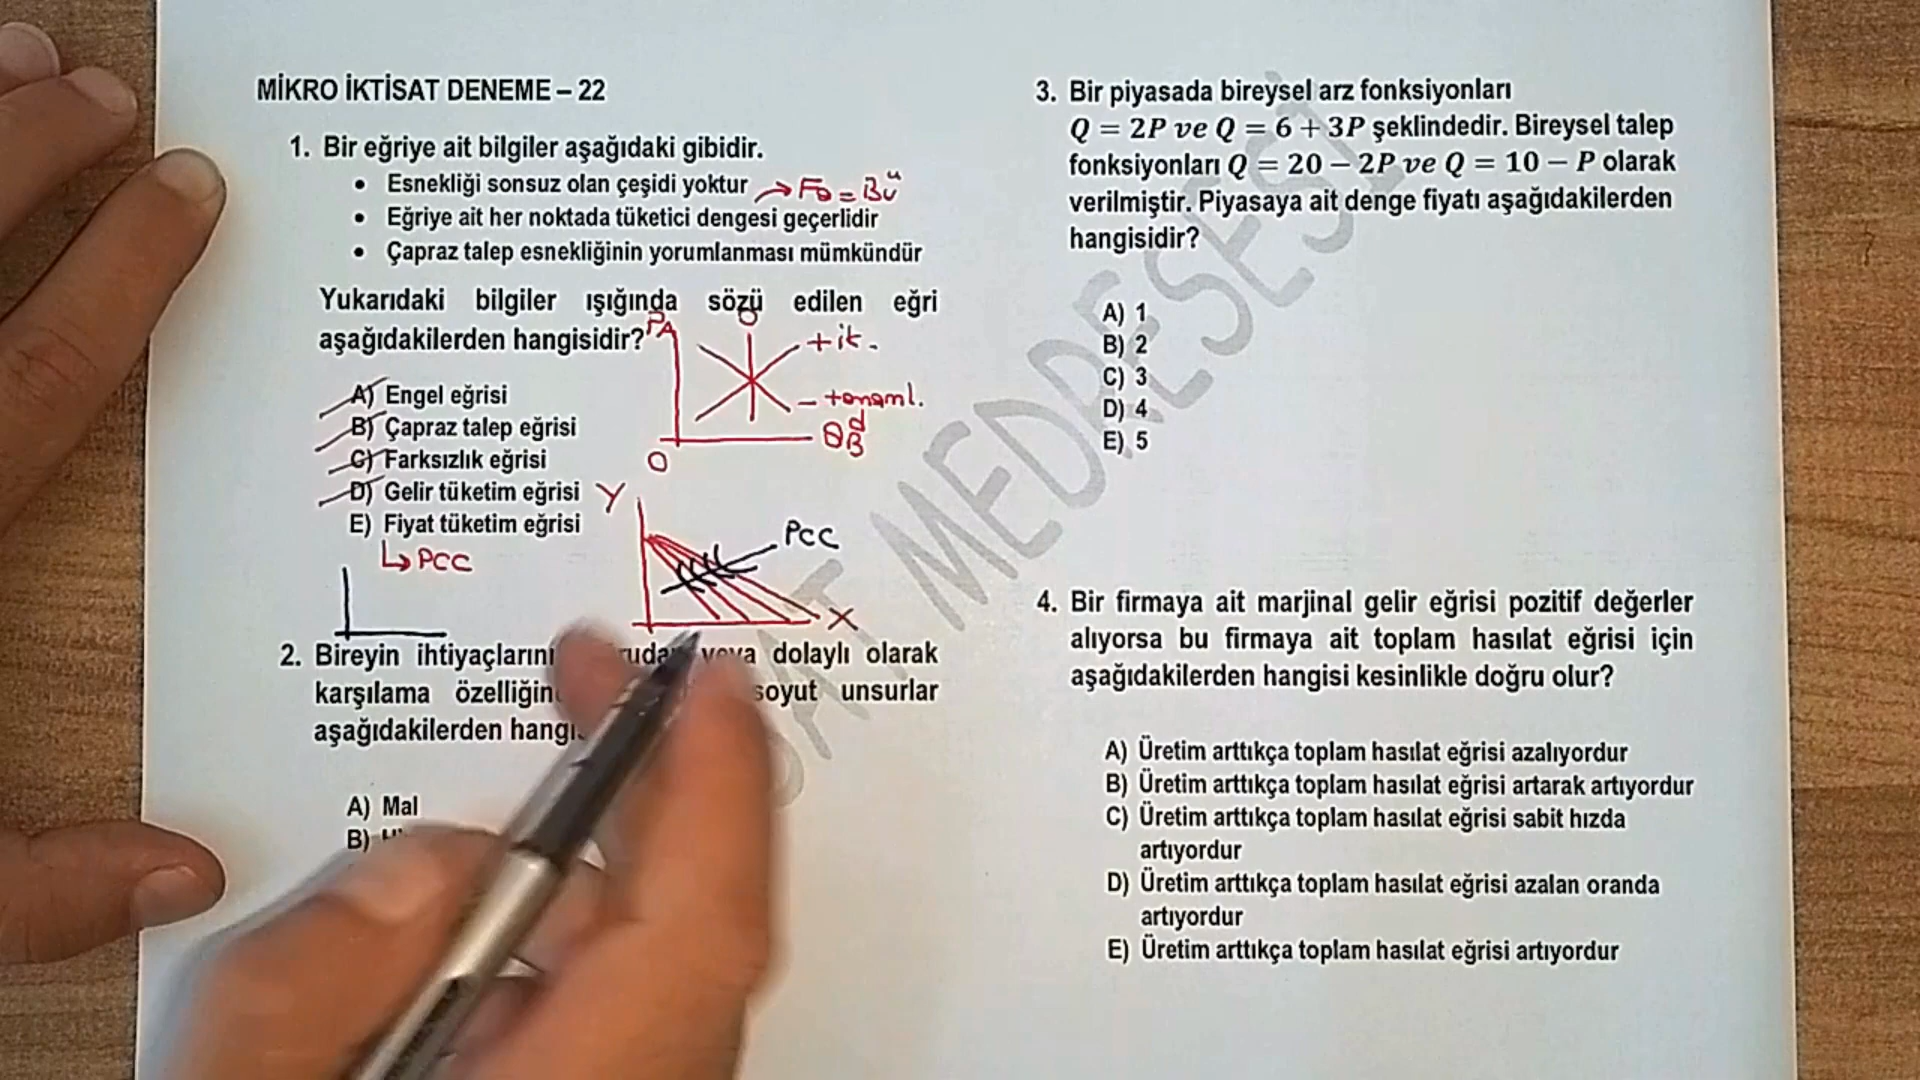 MİKRO İKTİSAT DENEME – 22
1. Bir eğriye ait bilgiler aşağıdaki gibidir.
• Esnekliği sonsuz olan çeşidi yoktur
• Eğriye ait her noktada tüketici dengesi geçerlidir
• Çapraz talep esnekliğinin yorumlanması mümkündür
Yukarıdaki bilgiler ışığında sözü edilen eğri
aşağıdakilerden hangisidir?
PA
+ik.
- tamaml.
O
A) Engel eğrisi
B) Çapraz talep eğrisi
C) Farksızlık eğrisi
D) Gelir tüketim eğrisi
E) Fiyat tüketim eğrisi
PCC
Y
PCC
X
2. Bireyin ihtiyaçlarını dolaylı olarak
karşılama soyut unsurlar
aşağıdakilerden
A) Mal
B)
3. Bir piyasada bireysel arz fonksiyonları
Q = 2P ve Q = 6 + 3P şeklindedir. Bireysel talep
fonksiyonları Q = 20 − 2P ve Q = 10 − P olarak
verilmiştir. Piyasaya ait denge fiyatı aşağıdakilerden
hangisidir?
A) 1
B) 2
C) 3
D) 4
E) 5
4. Bir firmaya ait marjinal gelir eğrisi pozitif değerler
alıyorsa bu firmaya ait toplam hasılat eğrisi için
aşağıdakilerden hangisi kesinlikle doğru olur?
A) Üretim arttıkça toplam hasılat eğrisi azalıyordur
B) Üretim arttıkça toplam hasılat eğrisi artarak artıyordur
C) Üretim arttıkça toplam hasılat eğrisi sabit hızda
artıyordur
D) Üretim arttıkça toplam hasılat eğrisi azalan oranda
artıyordur
E) Üretim arttıkça toplam hasılat eğrisi artıyordur
MEDRESESİ